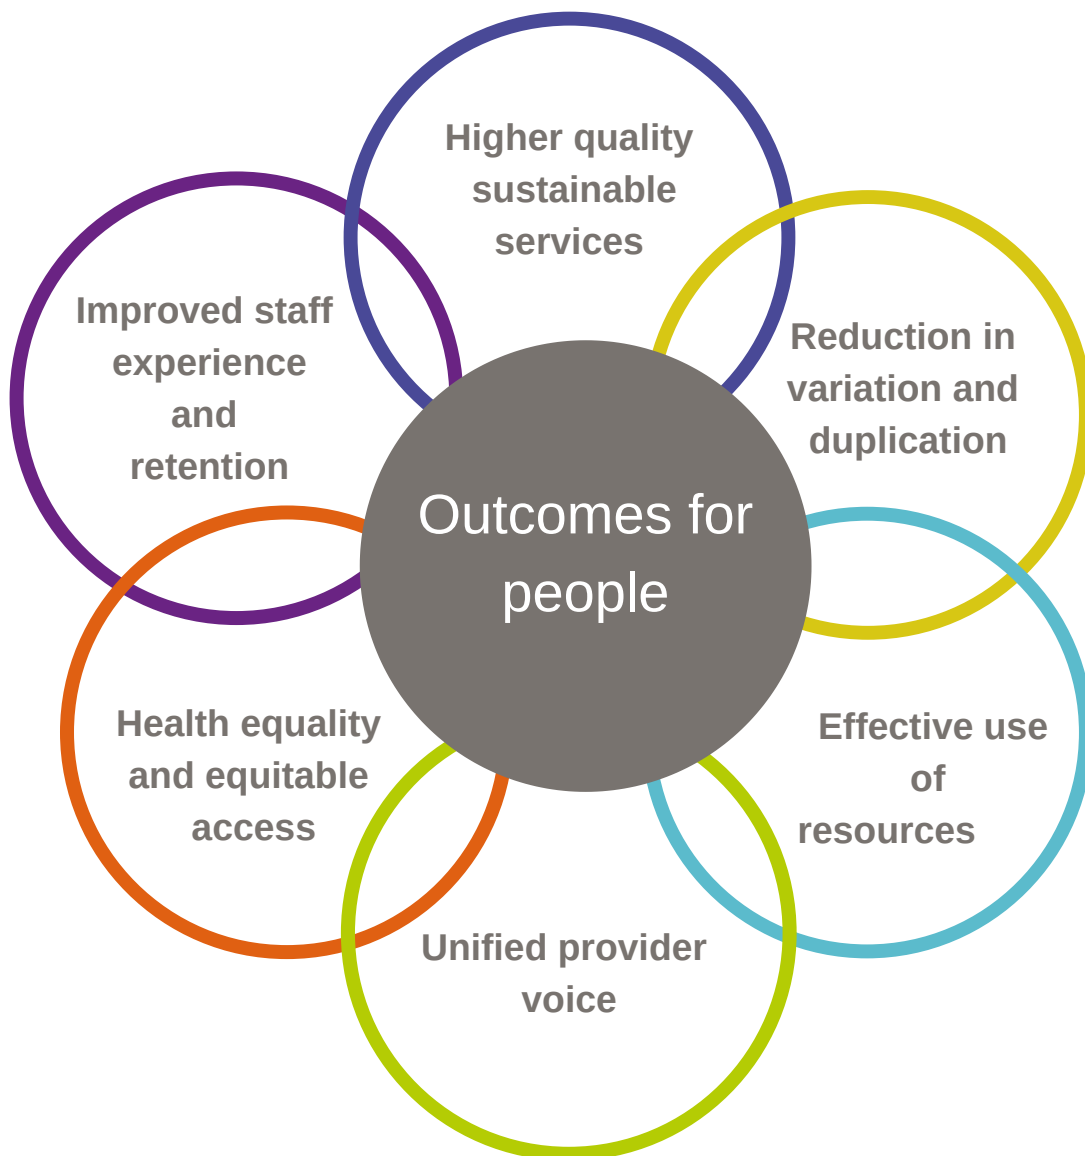 Higher quality
sustainable
services
Improved staff
experience
and
retention
Reduction in
variation and
duplication
Outcomes for
people
Health equality
and equitable
access
Effective use
of
resources
Unified provider
voice